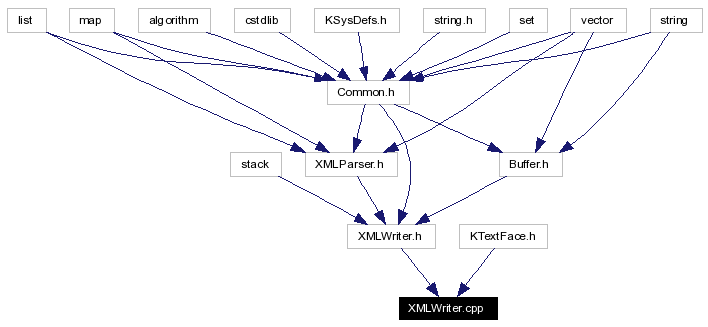 list
map
algorithm
cstdlib
KSysDefs.h
string.h
set
vector
string
Common.h
stack
XMLParser.h
Buffer.h
XMLWriter.h
KTextFace.h
XMLWriter.cpp